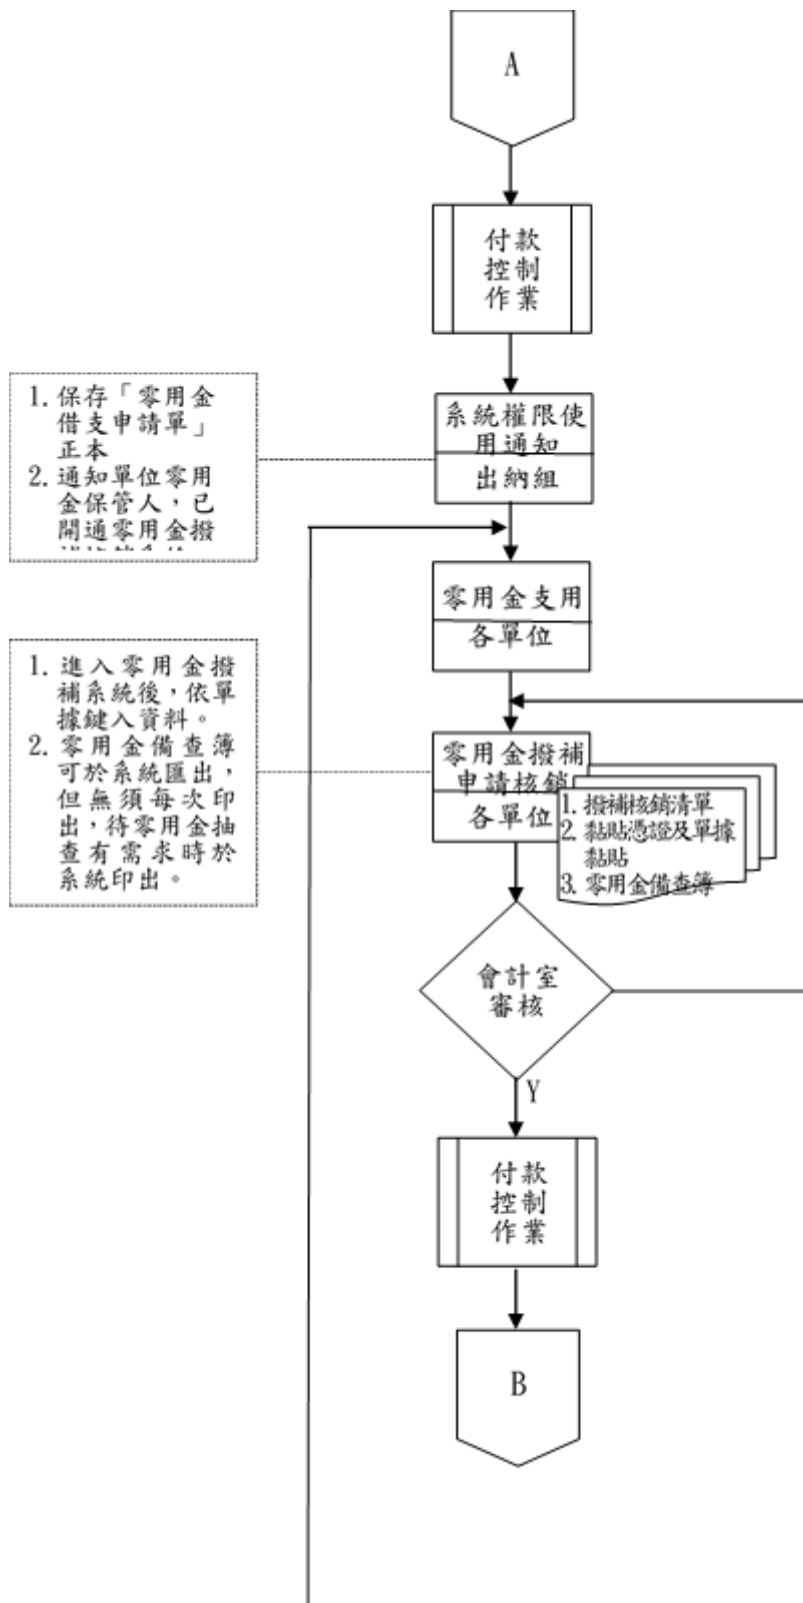 A
付款
控制
作業
1. 保存「零用金
借支申請單」
正本
2. 通知單位零用
金保管人，已
開通零用金撥
系統權限使
用通知
出納組
零用金支用
各單位
1. 進入零用金撥
補系統後，依單
據鍵入資料。
2. 零用金備查簿
可於系統匯出，
但無須每次印
出，待零用金抽
查有需求時於
系統印出。
零用金撥補
申請核銷
各單位
1. 撥補核銷清單
2. 黏貼憑證及單據
黏貼
3. 零用金備查簿
會計室
審核
Y
付款
控制
作業
B